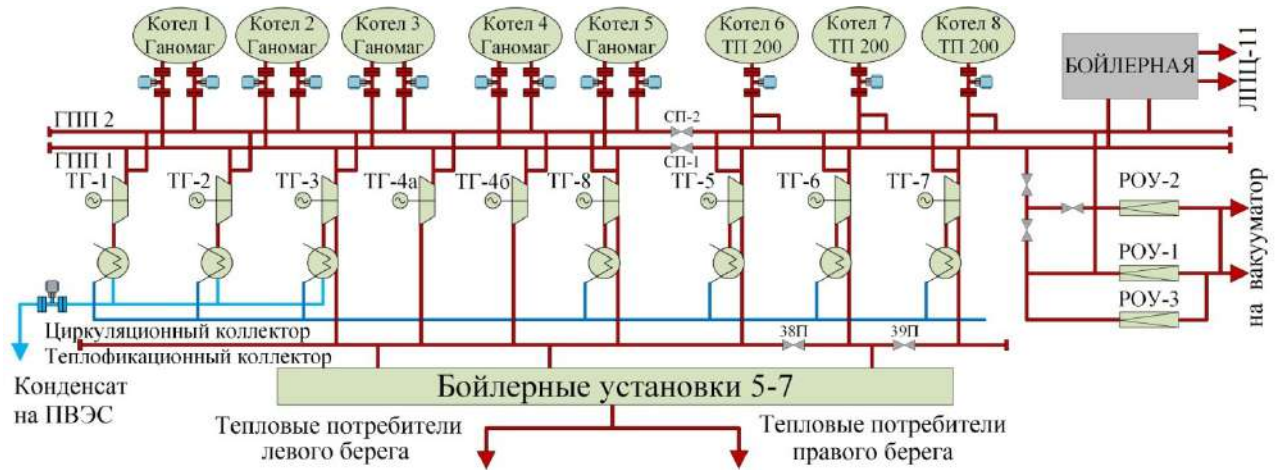 Котел 1
Ганомаг
Котел 2
Ганомаг
Котел 3
Ганомаг
Котел 4
Ганомаг
Котел 5
Ганомаг
Котел 6
ТП 200
Котел 7
ТП 200
Котел 8
ТП 200
БОЙЛЕРНАЯ
ЛПЦ-11
ГПП 2
СП-2
ГПП 1
СП-1
ТГ-1
ТГ-2
ТГ-3
ТГ-4а
ТГ-4б
ТГ-8
ТГ-5
ТГ-6
ТГ-7
РОУ-2
РОУ-1
РОУ-3
на вакууматор
Циркуляционный коллектор
38П
39П
Теплофикационный коллектор
Конденсат
на ПВЭС
Бойлерные установки 5-7
Тепловые потребители
левого берега
Тепловые потребители
правого берега